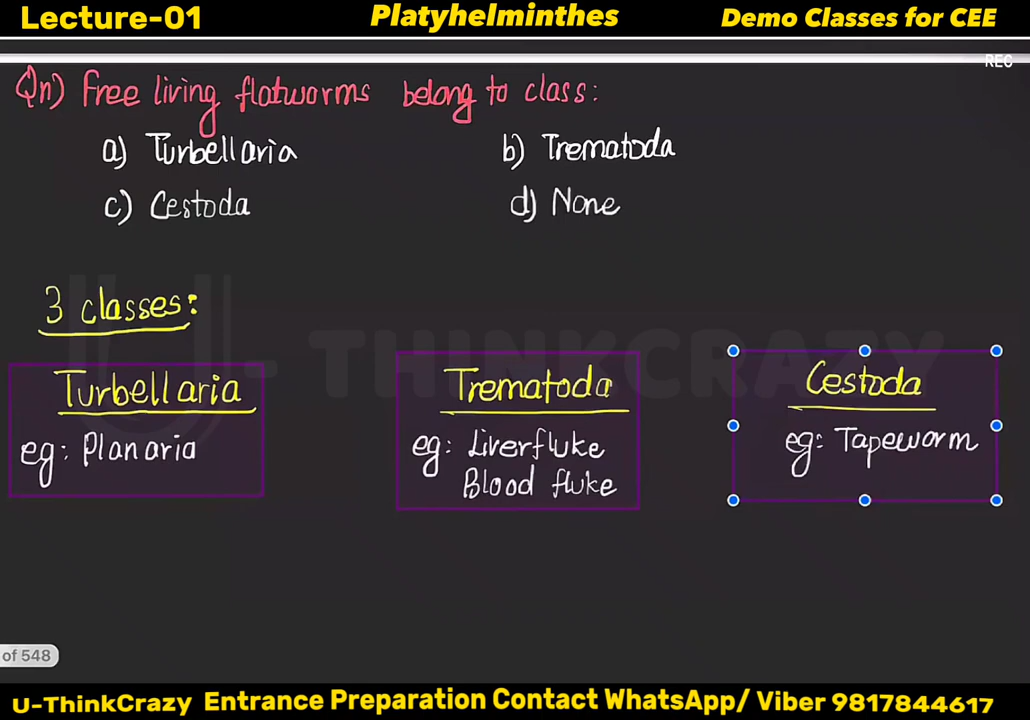 Lecture-01 Platyhelminthes Demo Classes for CEE
REC
Qn) Free living flatworms belong to class:
a) Turbellaria b) Trematoda
c) Cestoda d) None
3 classes:
U-THINKCRAZY
Turbellaria Trematoda Cestoda
eg: Planaria eg: Liverfluke eg: Tapeworm
Blood fluke
of 548
U-ThinkCrazy Entrance Preparation Contact WhatsApp/ Viber 9817844617